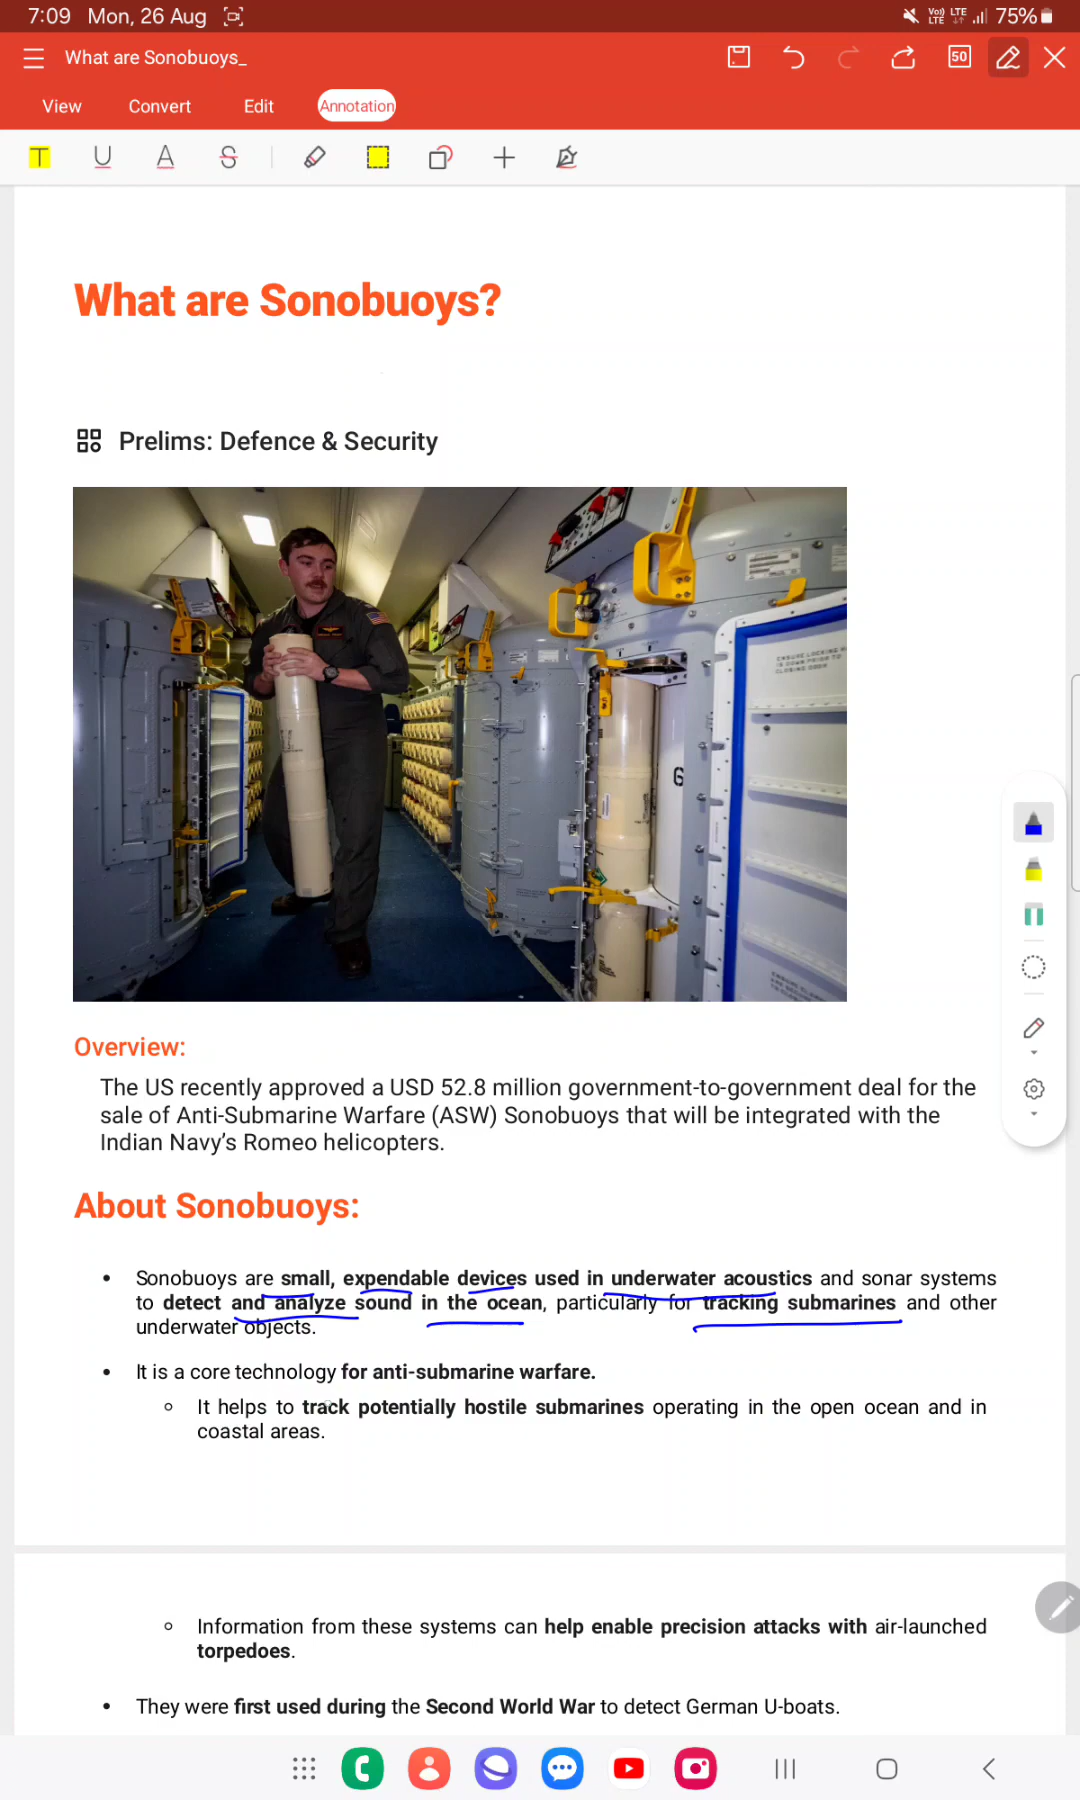 7:09 Mon, 26 Aug
Vo) LTE LTE 75%
What are Sonobuoys_
50
View Convert Edit Annotation
T U A S
What are Sonobuoys?
Prelims: Defence & Security
G
Overview:
The US recently approved a USD 52.8 million government-to-government deal for the
sale of Anti-Submarine Warfare (ASW) Sonobuoys that will be integrated with the
Indian Navy's Romeo helicopters.
About Sonobuoys:
• Sonobuoys are small, expendable devices used in underwater acoustics and sonar systems
to detect and analyze sound in the ocean, particularly for tracking submarines and other
underwater objects.
• It is a core technology for anti-submarine warfare.
○ It helps to track potentially hostile submarines operating in the open ocean and in
coastal areas.
○ Information from these systems can help enable precision attacks with air-launched
torpedoes.
• They were first used during the Second World War to detect German U-boats.